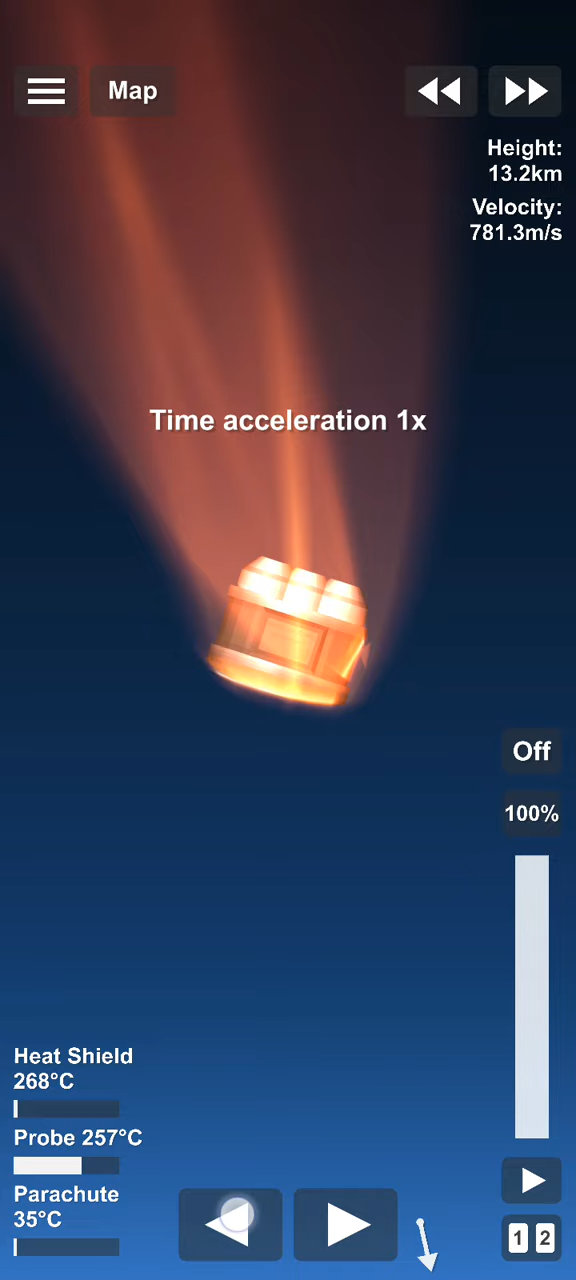 Map
Height:
13.2km
Velocity:
781.3m/s
Time acceleration 1x
Off
100%
Heat Shield
268°C
Probe 257°C
Parachute
35°C
1 2